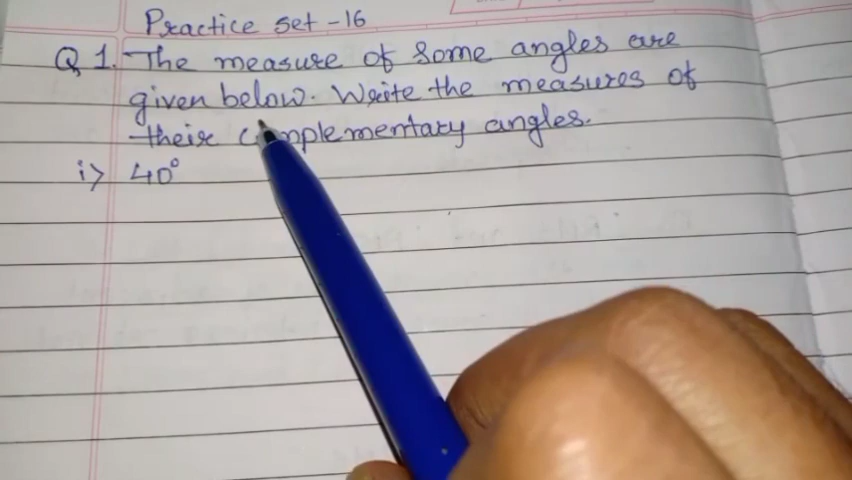 Practice set -16
Q 1. The measure of some angles are
given below. Write the measures of
their complementary angles.
i> 40°